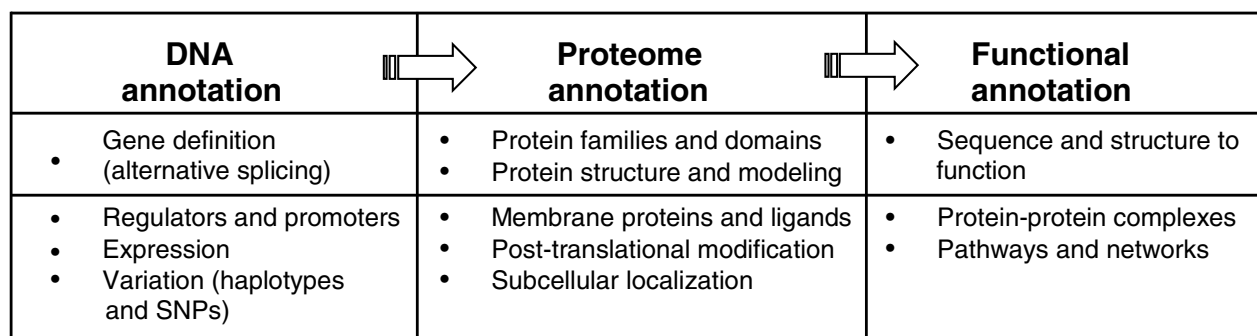 DNA
annotation
Proteome
annotation
Functional
annotation
• Gene definition
(alternative splicing)
• Protein families and domains
• Protein structure and modeling
• Sequence and structure to
function
• Regulators and promoters
• Expression
• Variation (haplotypes
and SNPs)
• Membrane proteins and ligands
• Post-translational modification
• Subcellular localization
• Protein-protein complexes
• Pathways and networks